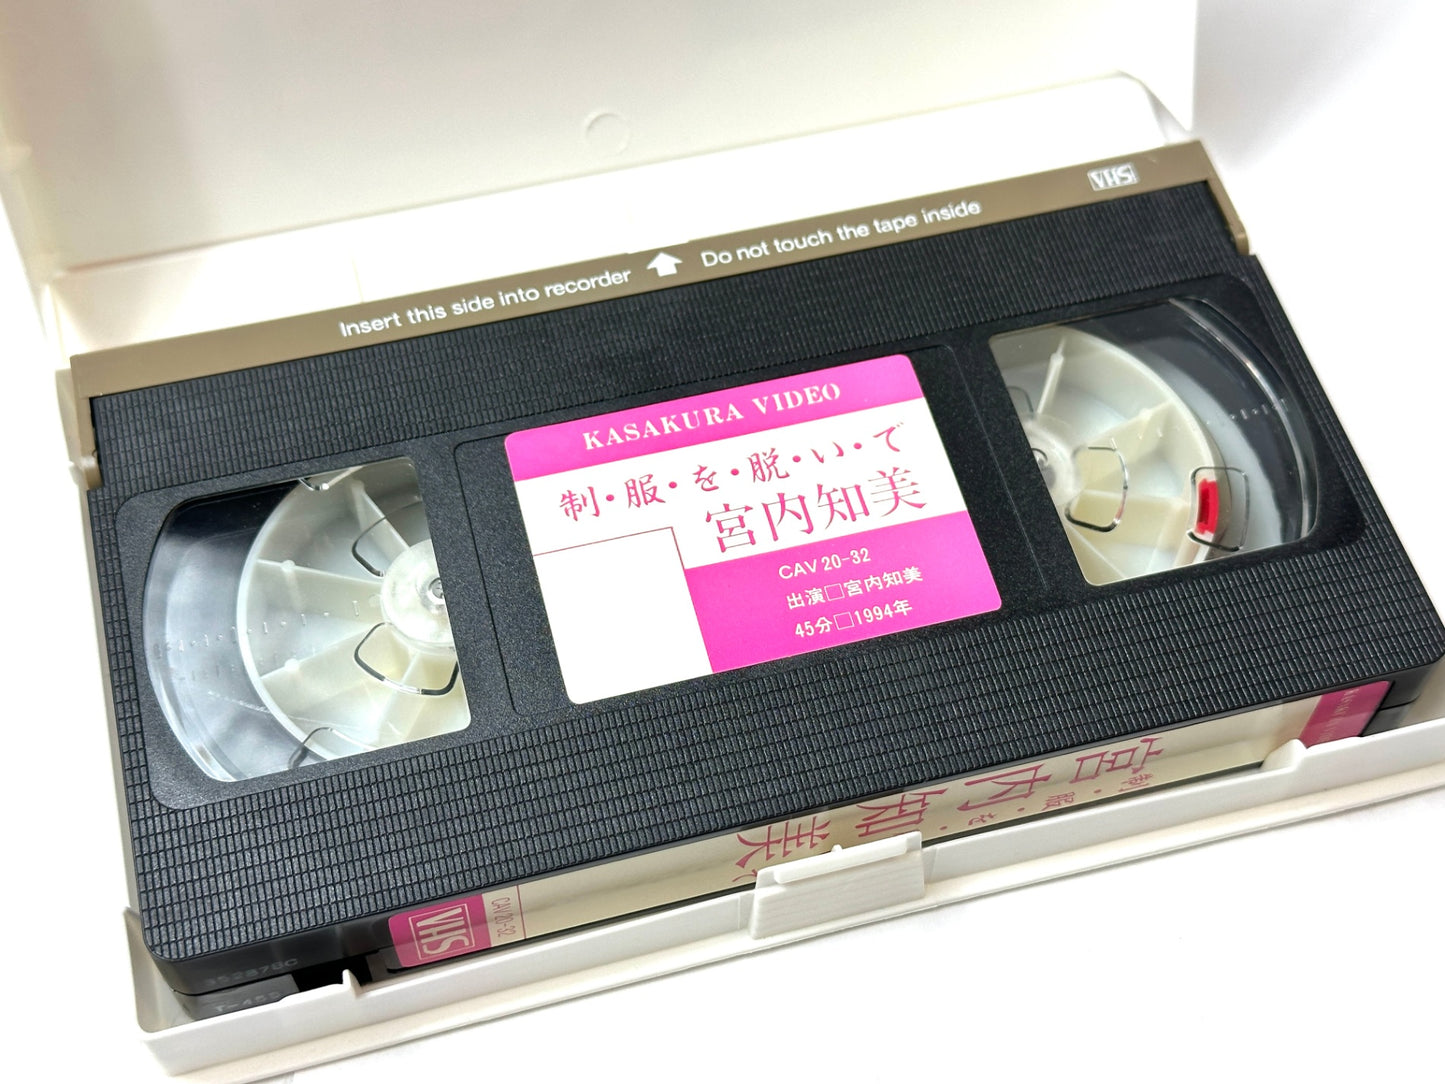 VHS
Insert this side into recorder
Do not touch the tape inside
KASAKURA VIDEO
制・服・を・脱・い・で
宮内知美
CAV 20-32
出演□宮内知美
45分□1994年
制・服・を・
宮内知美
CAV 20-32
VHS
352878C